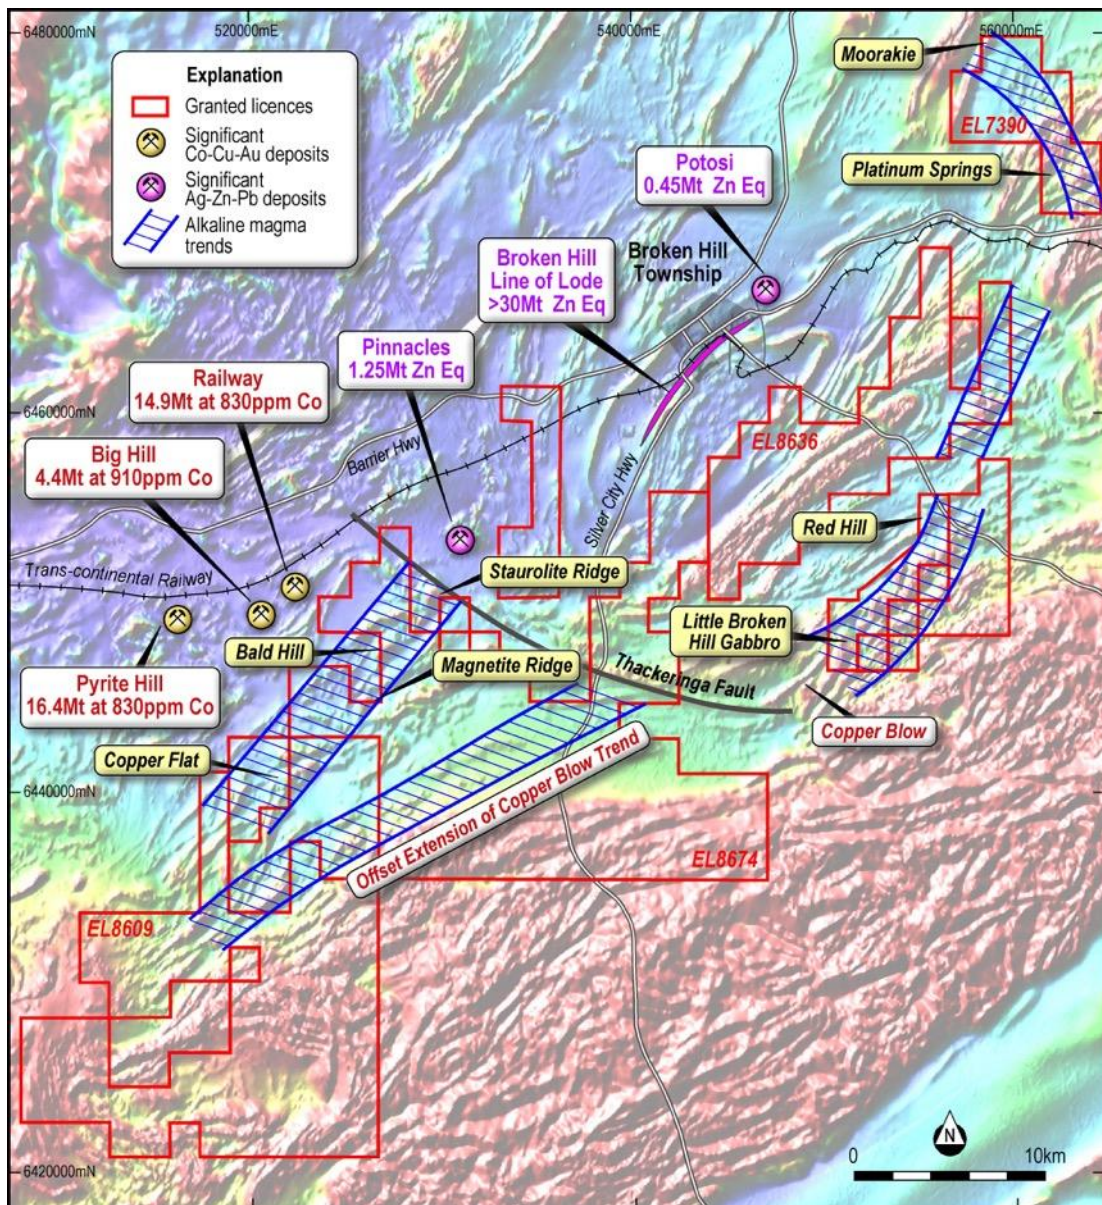 6480000mN
520000mE
540000mE
560000mE
Explanation
Granted licences
Significant
Co-Cu-Au deposits
Significant
Ag-Zn-Pb deposits
Alkaline magma
trends
Moorakie
EL7390
Platinum Springs
Potosi
0.45Mt Zn Eq
Broken Hill
Township
Broken Hill
Line of Lode
>30Mt Zn Eq
Pinnacles
1.25Mt Zn Eq
Railway
14.9Mt at 830ppm Co
6460000mN
Big Hill
4.4Mt at 910ppm Co
Barrier Hwy
EL8636
Silver City Hwy
Red Hill
Trans-continental Railway
Staurolite Ridge
Little Broken
Hill Gabbro
Bald Hill
Magnetite Ridge
Thackeringa Fault
Pyrite Hill
16.4Mt at 830ppm Co
Copper Blow
Copper Flat
6440000mN
Offset Extension of Copper Blow Trend
EL8674
EL8609
N
0
10km
6420000mN